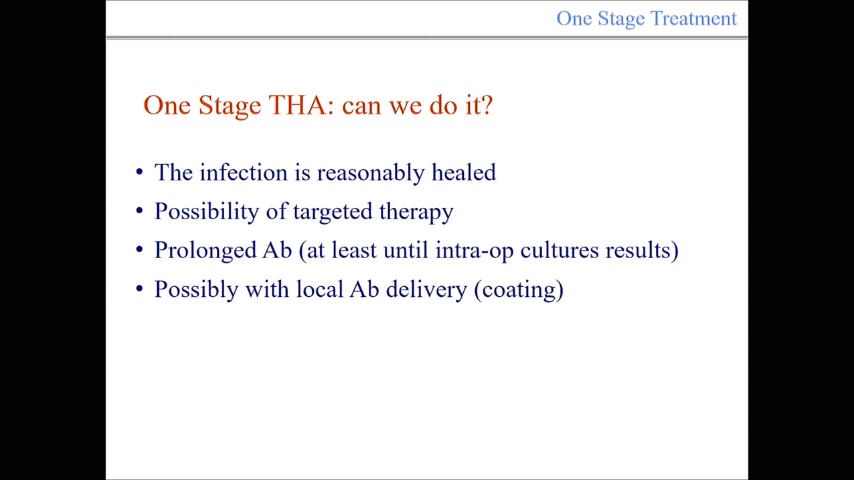 One Stage Treatment
One Stage THA: can we do it?
• The infection is reasonably healed
• Possibility of targeted therapy
• Prolonged Ab (at least until intra-op cultures results)
• Possibly with local Ab delivery (coating)